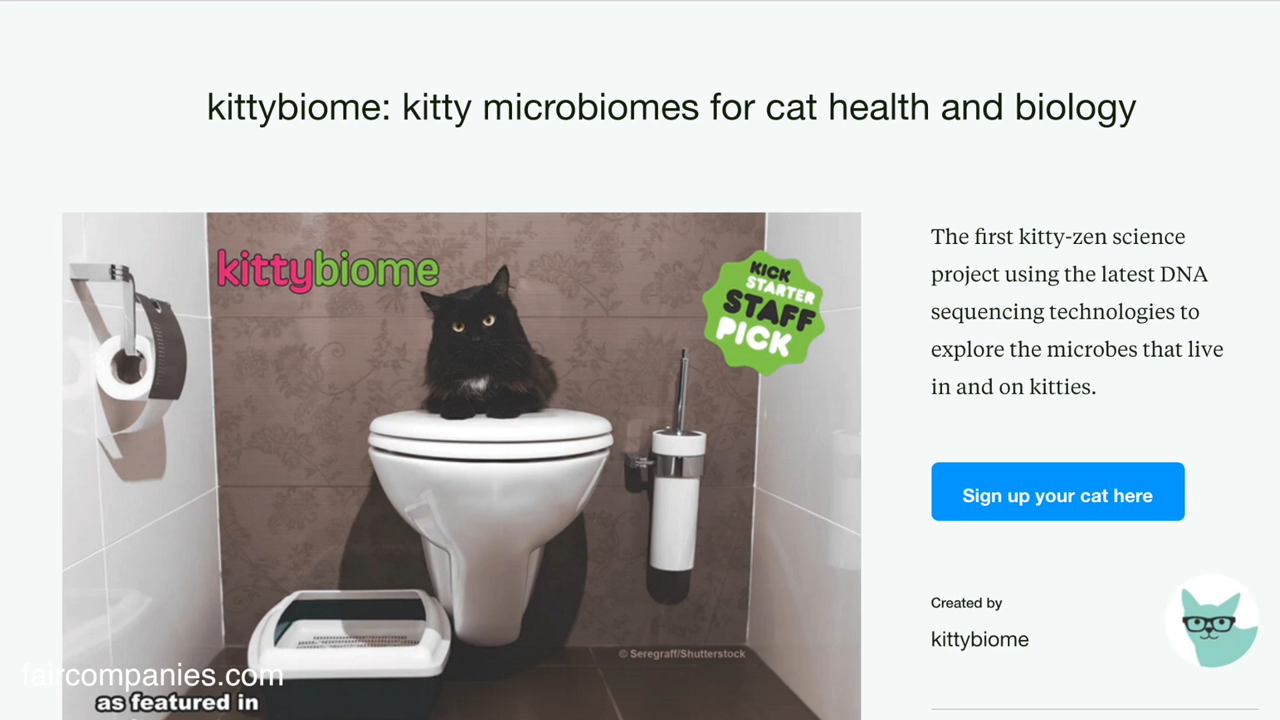 kittybiome: kitty microbiomes for cat health and biology
kittybiome
KICK
STARTER
STAFF
PICK
The first kitty-zen science
project using the latest DNA
sequencing technologies to
explore the microbes that live
in and on kitties.
Sign up your cat here
Created by
kittybiome
© Seregraff/Shutterstock
faircompanies.com
as featured in